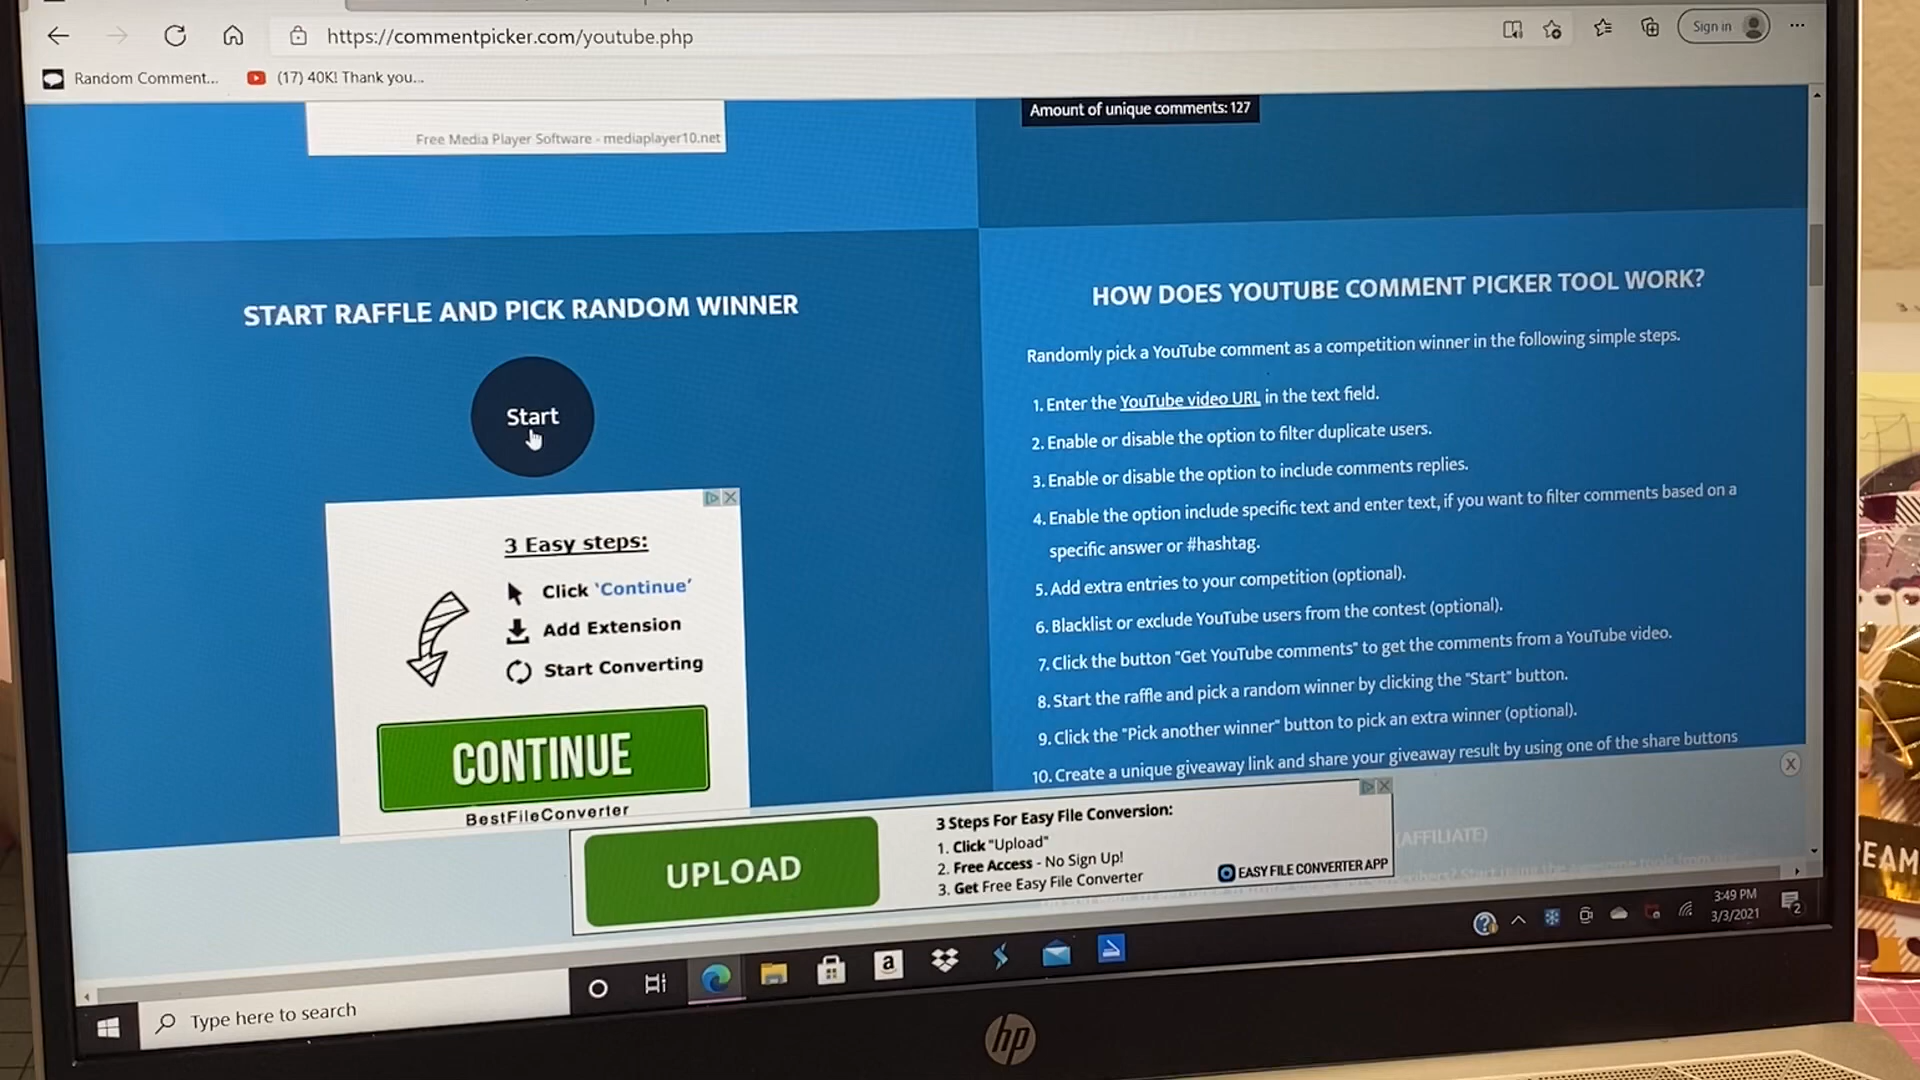 https://commentpicker.com/youtube.php
Sign in
Random Comment...
(17) 40K! Thank you...
Free Media Player Software - mediaplayer10.net
Amount of unique comments: 127
START RAFFLE AND PICK RANDOM WINNER
Start
3 Easy steps:
Click 'Continue'
Add Extension
Start Converting
CONTINUE
BestFileConverter
HOW DOES YOUTUBE COMMENT PICKER TOOL WORK?
Randomly pick a YouTube comment as a competition winner in the following simple steps.
1. Enter the YouTube video URL in the text field.
2. Enable or disable the option to filter duplicate users.
3. Enable or disable the option to include comments replies.
4. Enable the option include specific text and enter text, if you want to filter comments based on a
specific answer or #hashtag.
5. Add extra entries to your competition (optional).
6. Blacklist or exclude YouTube users from the contest (optional).
7. Click the button "Get YouTube comments" to get the comments from a YouTube video.
8. Start the raffle and pick a random winner by clicking the "Start" button.
9. Click the "Pick another winner" button to pick an extra winner (optional).
10. Create a unique giveaway link and share your giveaway result by using one of the share buttons
(AFFILIATE)
UPLOAD
3 Steps For Easy File Conversion:
1. Click "Upload"
2. Free Access - No Sign Up!
3. Get Free Easy File Converter
EASY FILE CONVERTER APP
EAM
3:49 PM
3/3/2021
2
a
Type here to search
hp